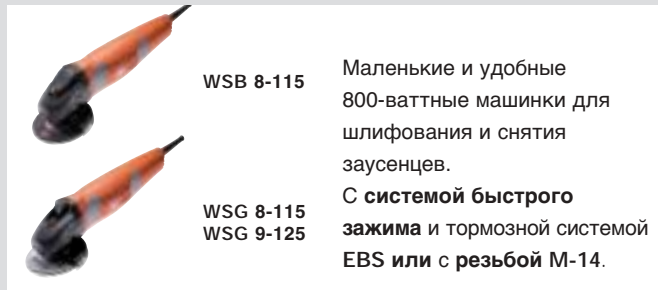 WSB 8-115
WSG 8-115
WSG 9-125
Маленькие и удобные
800-ваттные машинки для
шлифования и снятия
заусенцев.
С системой быстрого
зажима и тормозной системой
EBS или с резьбой М-14.